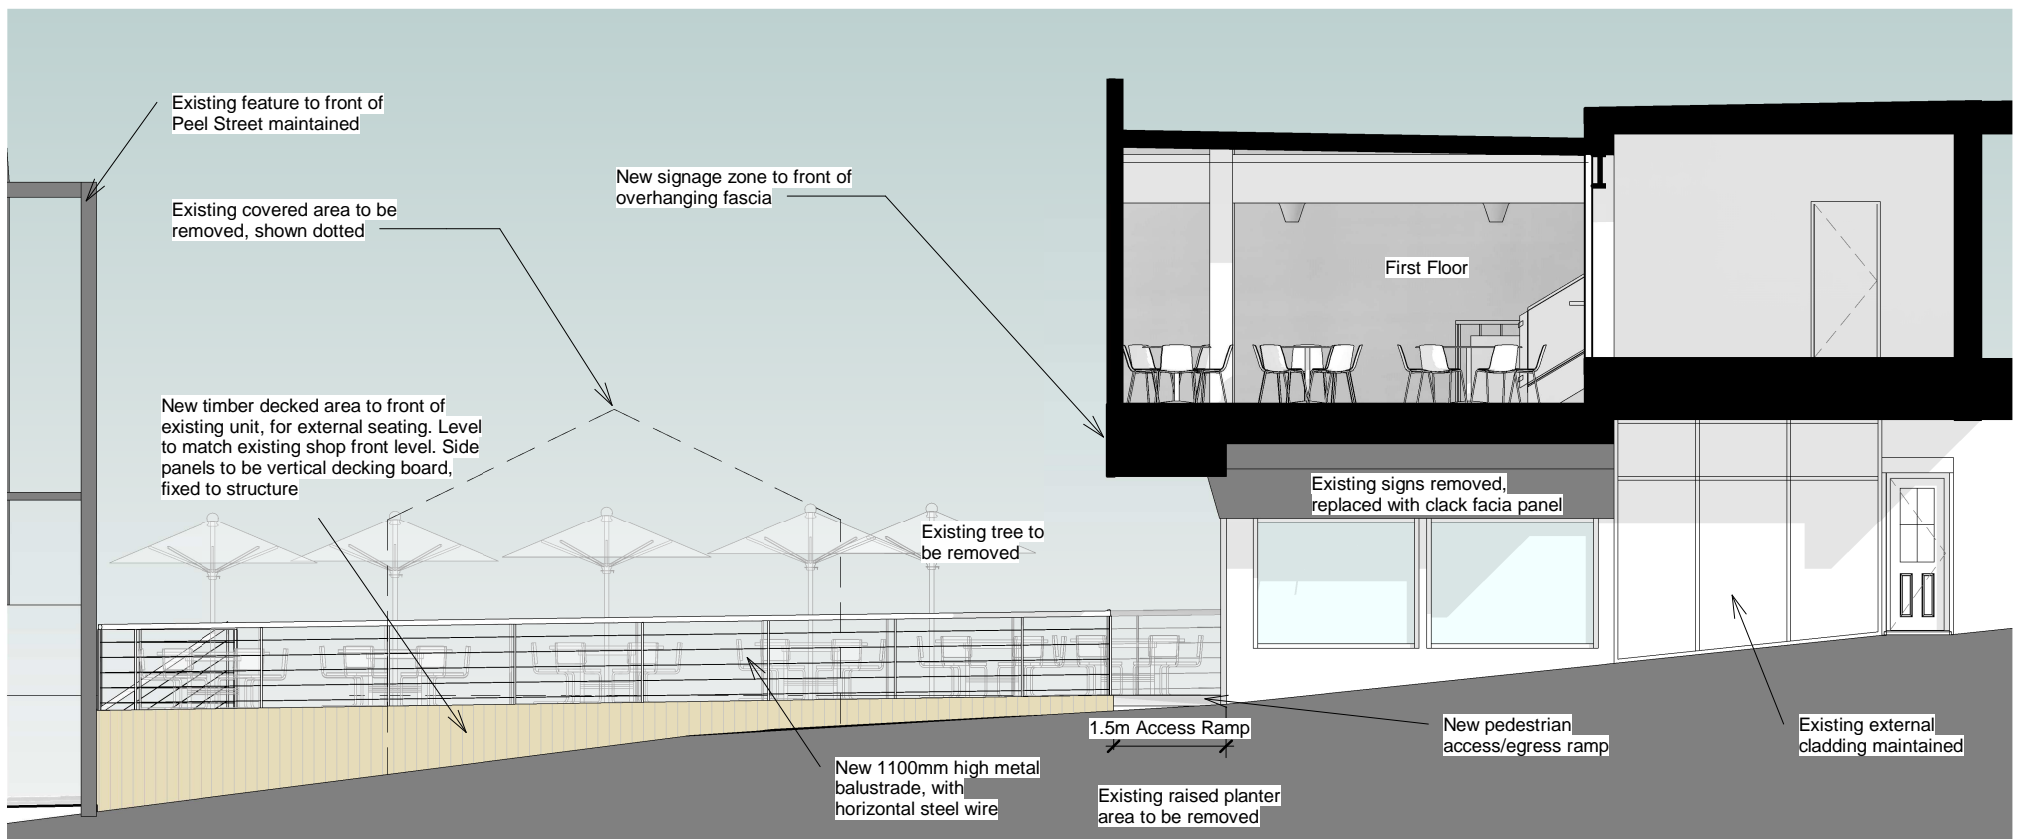 Existing feature to front of
Peel Street maintained
Existing covered area to be
removed, shown dotted
New signage zone to front of
overhanging fascia
First Floor
New timber decked area to front of
existing unit, for external seating. Level
to match existing shop front level. Side
panels to be vertical decking board,
fixed to structure
Existing signs removed,
replaced with clack facia panel
Existing tree to
be removed
1.5m Access Ramp
New pedestrian
access/egress ramp
Existing external
cladding maintained
New 1100mm high metal
balustrade, with
horizontal steel wire
Existing raised planter
area to be removed